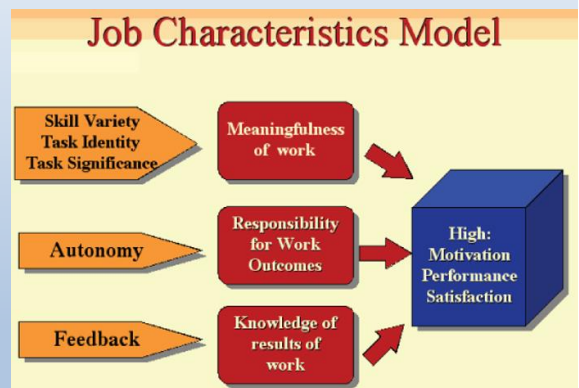 Job Characteristics Model
Skill Variety
Task Identity
Task Significance
Meaningfulness
of work
Autonomy
Responsibility
for Work
Outcomes
High:
Motivation
Performance
Satisfaction
Feedback
Knowledge of
results of
work